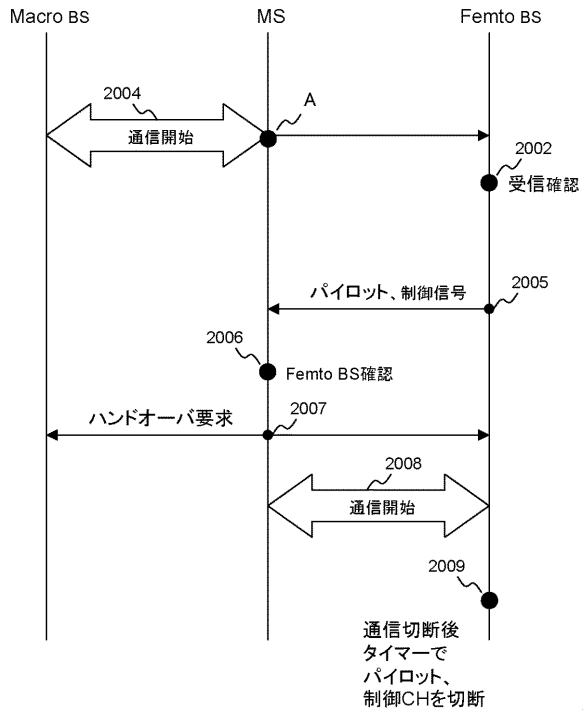 Macro BS
MS
Femto BS
2004
A
通信開始
2002
受信確認
パイロット、制御信号
2005
2006
Femto BS確認
ハンドオーバ要求
2007
2008
通信開始
2009
通信切断後
タイマーで
パイロット、
制御CHを切断